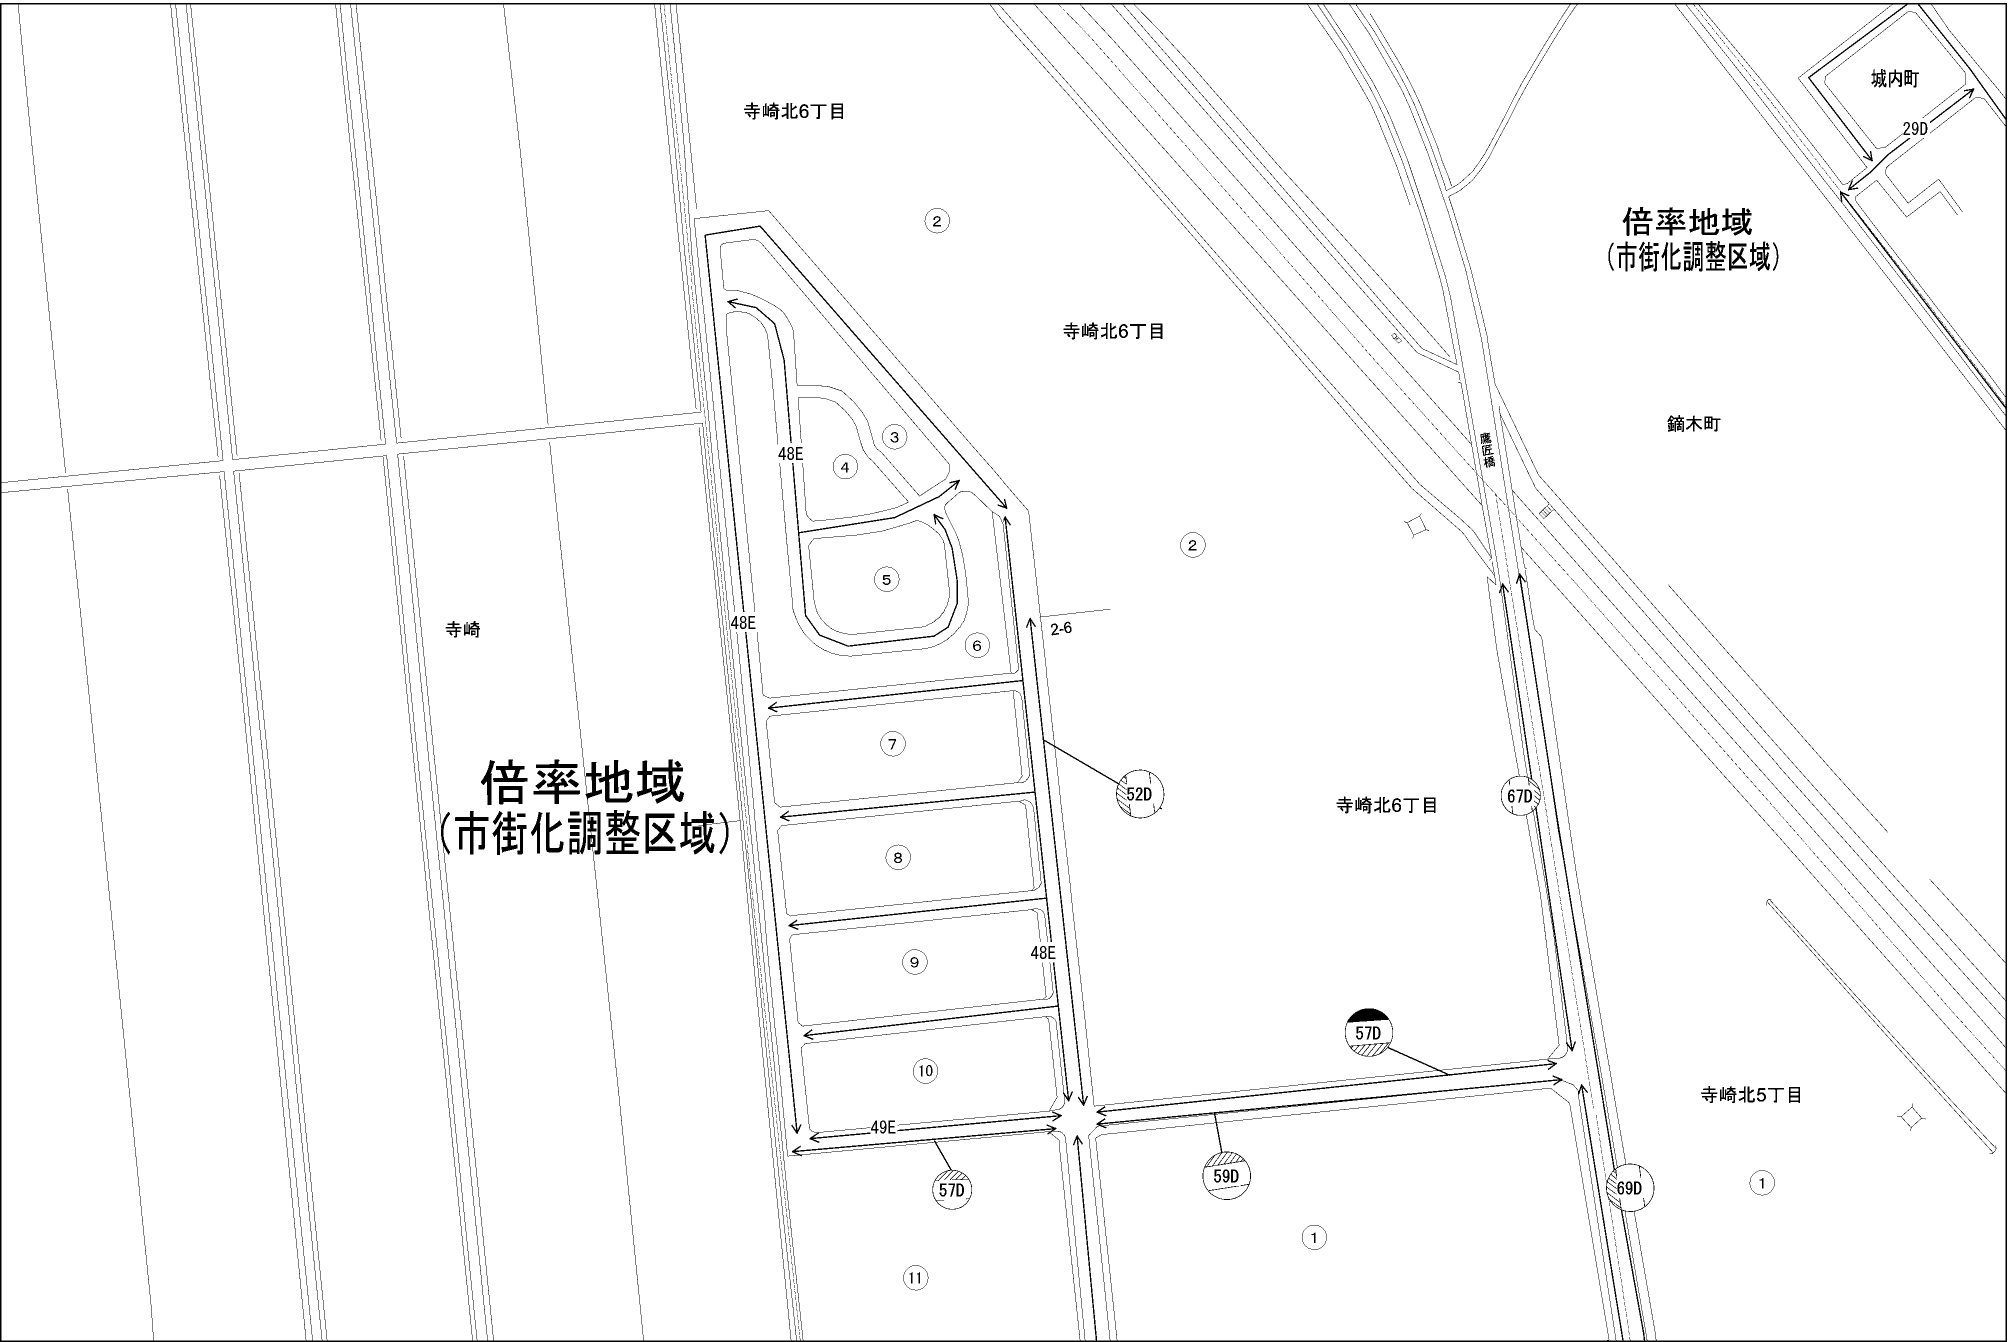 城内町
寺崎北6丁目
29D
②
倍率地域
(市街化調整区域)
寺崎北6丁目
鏑木町
③
鷹匠橋
48E
④
②
⑤
48E
2-6
寺崎
⑥
⑦
倍率地域
(市街化調整区域)
52D
67D
寺崎北6丁目
⑧
48E
⑨
57D
⑩
寺崎北5丁目
49E
59D
①
57D
69D
①
⑪